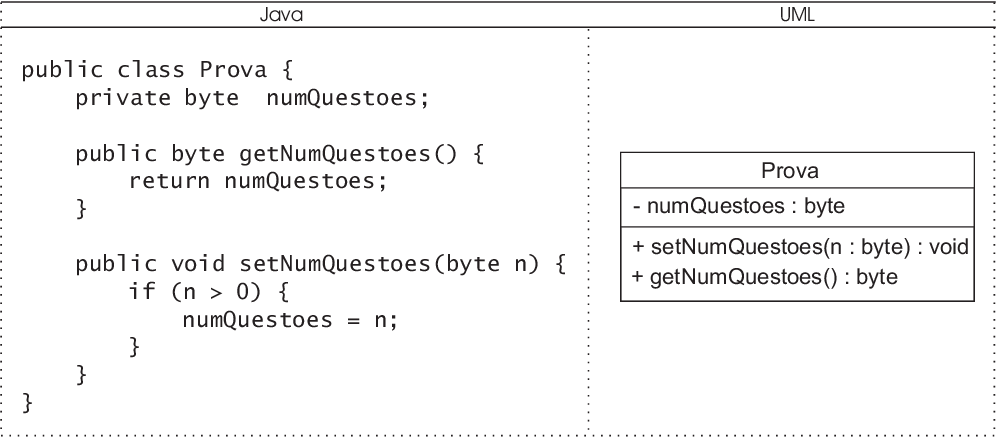 Java
UML
public class Prova {
private byte  numQuestoes;
public byte getNumQuestoes() {
return numQuestoes;
}
public void setNumQuestoes(byte n) {
if (n > 0) {
numQuestoes = n;
}
}
}
Prova
- numQuestoes : byte
+ setNumQuestoes(n : byte) : void
+ getNumQuestoes() : byte